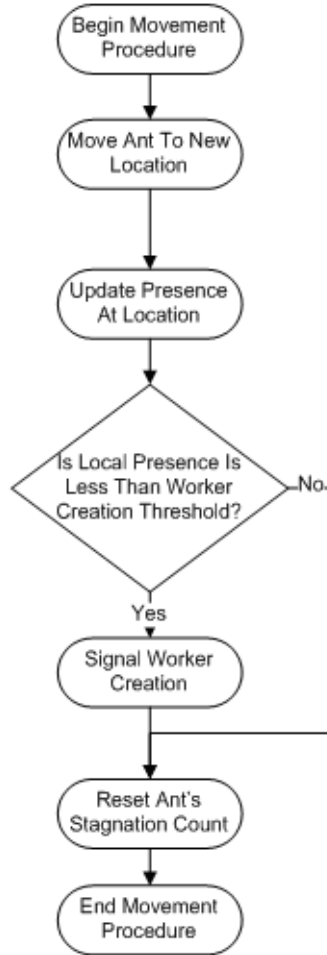 Begin Movement
Procedure
Move Ant To New
Location
Update Presence
At Location
Is Local Presence Is
Less Than Worker
Creation Threshold?
No
Yes
Signal Worker
Creation
Reset Ant's
Stagnation Count
End Movement
Procedure